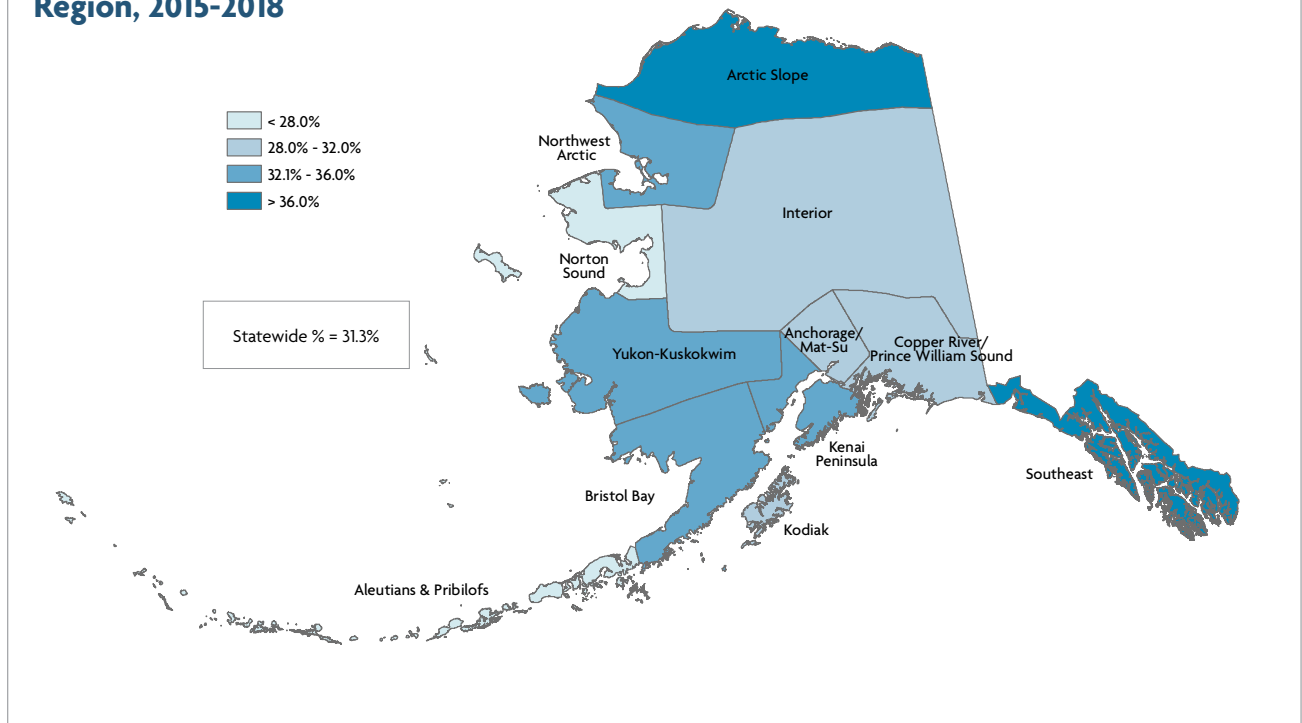 Region, 2015-2018
< 28.0%
28.0% - 32.0%
32.1% - 36.0%
> 36.0%
Statewide % = 31.3%
Arctic Slope
Northwest
Arctic
Interior
Norton
Sound
Anchorage/
Mat-Su
Copper River/
Prince William Sound
Yukon-Kuskokwim
Kenai
Peninsula
Southeast
Bristol Bay
Kodiak
Aleutians & Pribilofs